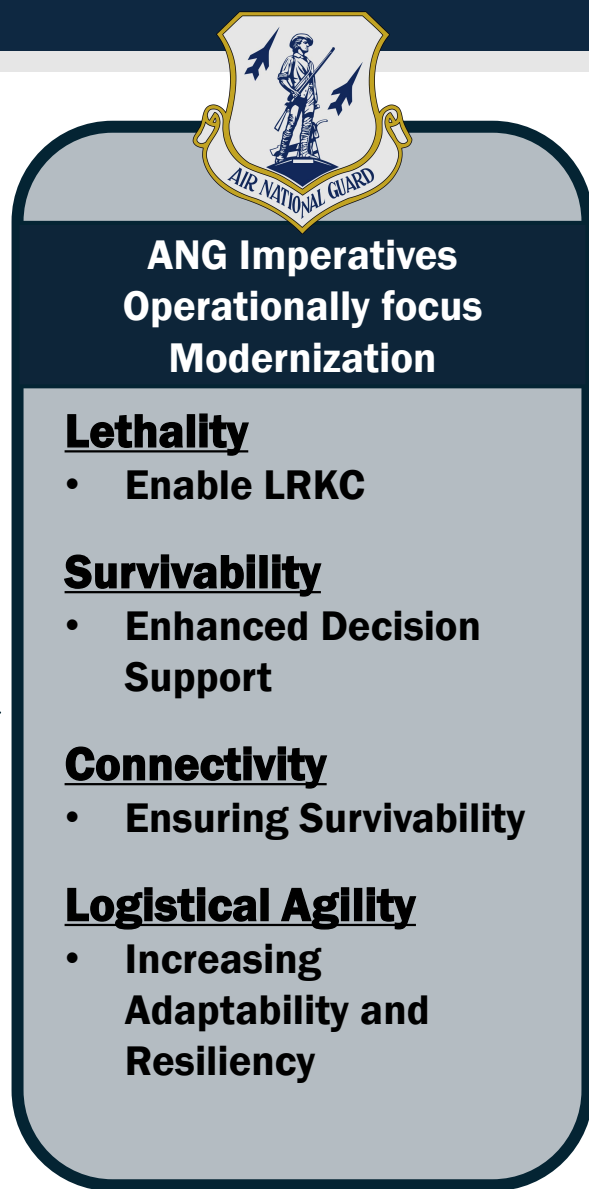 AIR NATIONAL GUARD
ANG Imperatives
Operationally focus
Modernization
Lethality
• Enable LRKC
Survivability
• Enhanced Decision
Support
Connectivity
• Ensuring Survivability
Logistical Agility
• Increasing
Adaptability and
Resiliency